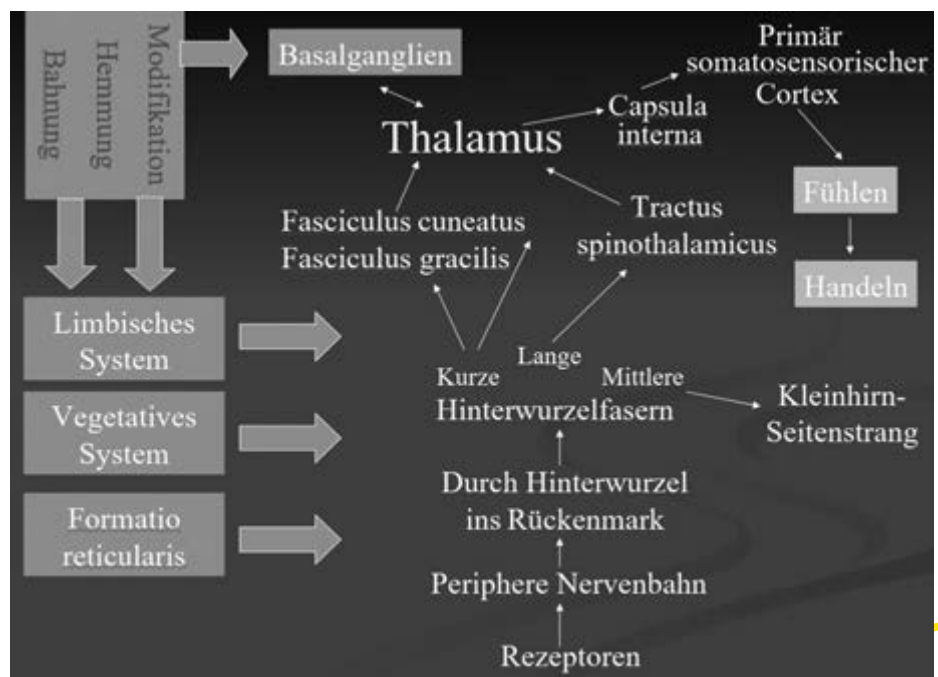 Modifikation
Hemmung
Bahnung
Basalganglien
Primär
somatosensorischer
Cortex
Capsula
interna
Thalamus
Fühlen
Tractus
spinothalamicus
Fasciculus cuneatus
Fasciculus gracilis
Handeln
Limbisches
System
Lange
Kurze
Mittlere
Hinterwurzelfasern
Kleinhirn-
Seitenstrang
Vegetatives
System
Durch Hinterwurzel
ins Rückenmark
Formatio
reticularis
Periphere Nervenbahn
Rezeptoren